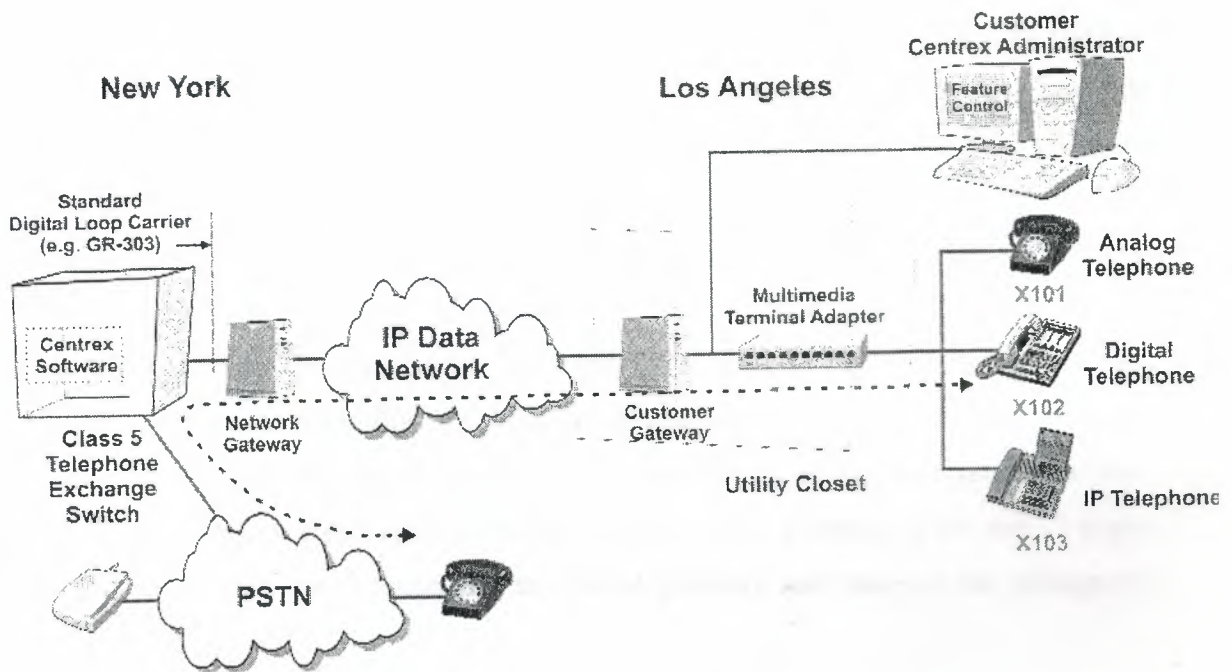 Customer
Centrex Administrator
New York
Los Angeles
Feature
Control
Standard
Digital Loop Carrier
(e.g. GR-303)
Analog
Telephone
X101
Multimedia
Terminal Adapter
Centrex
Software
IP Data
Network
Digital
Telephone
X102
Network
Gateway
Customer
Gateway
Class 5
Telephone
Exchange
Switch
Utility Closet
IP Telephone
X103
PSTN